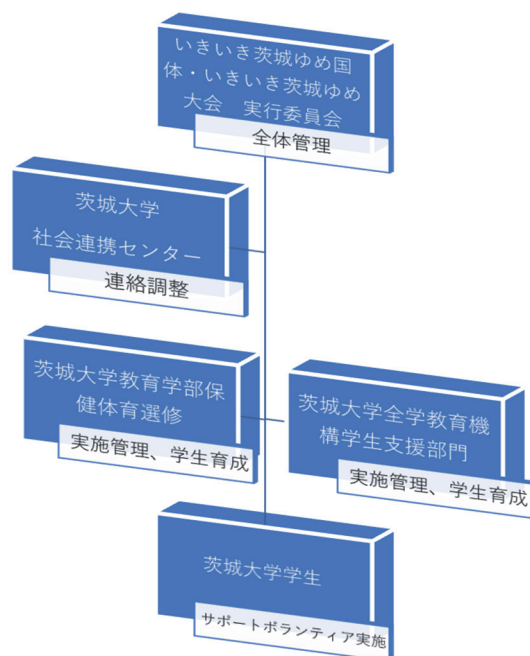 いきいき茨城ゆめ国
体・いきいき茨城ゆめ
大会　実行委員会
全体管理
茨城大学
社会連携センター
連絡調整
茨城大学教育学部保
健体育選修
実施管理、学生育成
茨城大学全学教育機
構学生支援部門
実施管理、学生育成
茨城大学学生
サポートボランティア実施